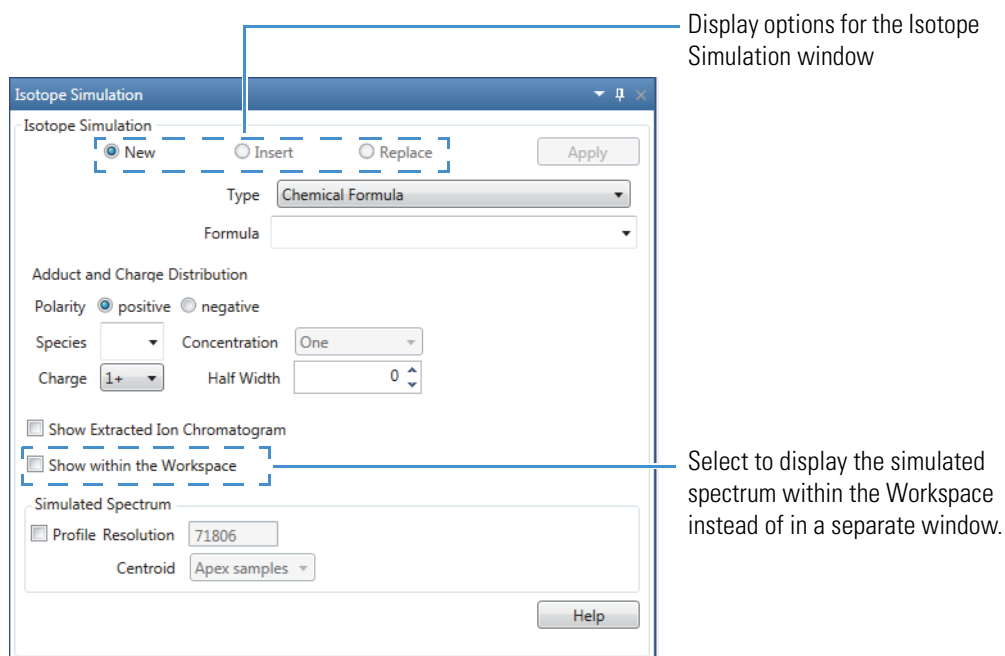 Display options for the Isotope
Simulation window
Isotope Simulation
Isotope Simulation
New Insert Replace Apply
Type Chemical Formula
Formula
Adduct and Charge Distribution
Polarity positive negative
Species Concentration One
Charge 1+ Half Width 0
Show Extracted Ion Chromatogram
Show within the Workspace
Select to display the simulated
spectrum within the Workspace
instead of in a separate window.
Simulated Spectrum
Profile Resolution 71806
Centroid Apex samples
Help